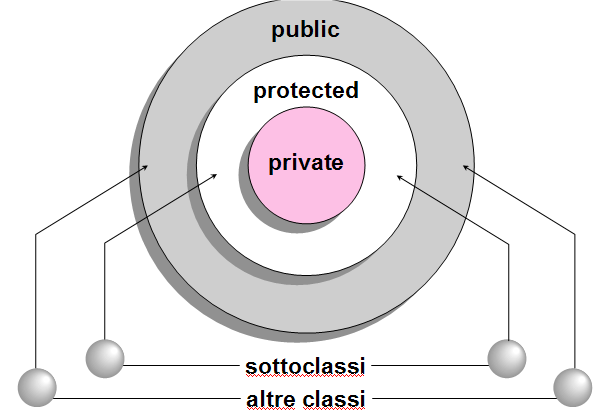 public
protected
private
sottoclassi
altre classi